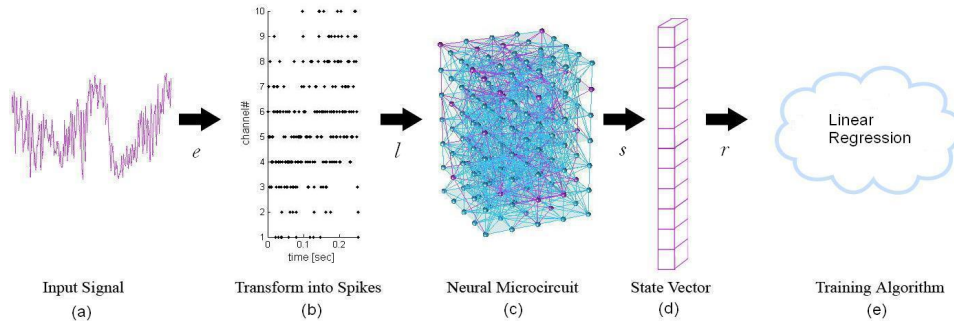 10
9
8
7
6
5
4
3
2
1
channel#
0 0.1 0.2
time [sec]
e
l
s
r
Linear
Regression
Input Signal
(a)
Transform into Spikes
(b)
Neural Microcircuit
(c)
State Vector
(d)
Training Algorithm
(e)